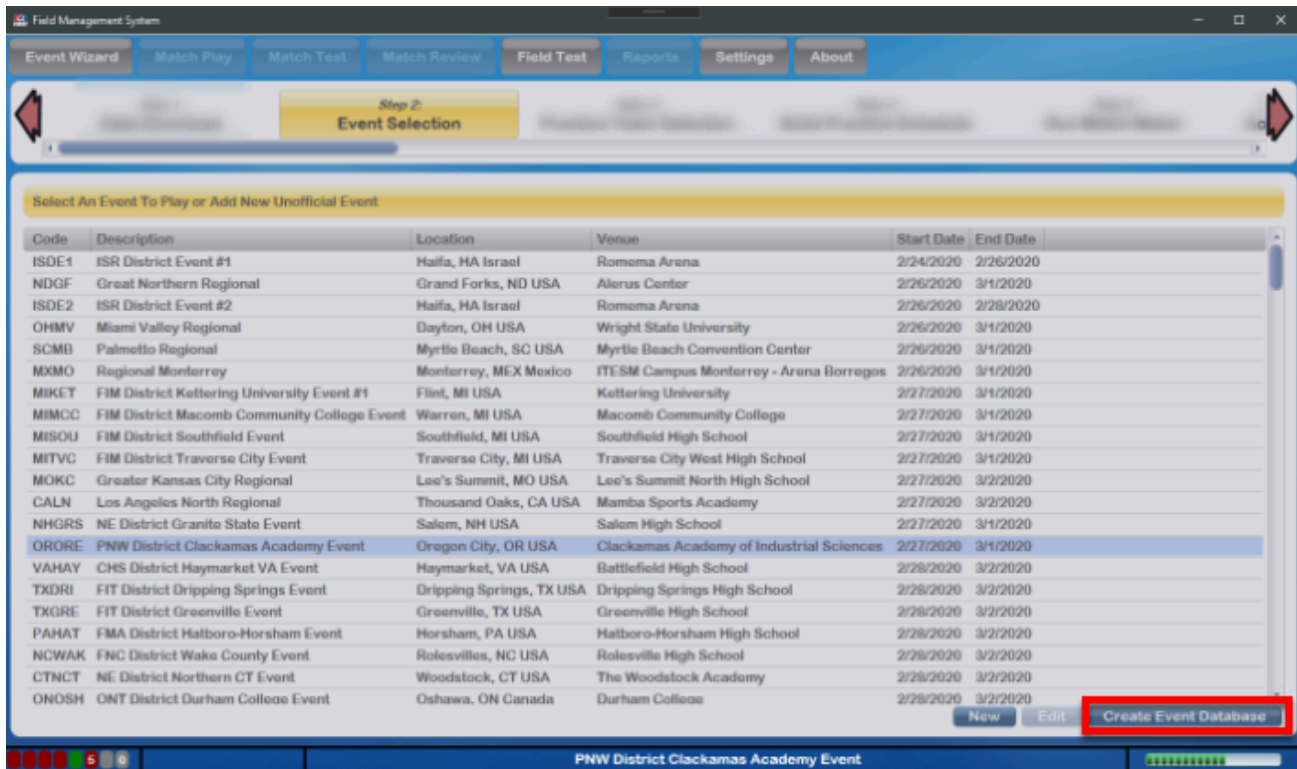 Field Management System
Event Wizard Match Play Match Test Match Review Field Test Reports Settings About
Step 2:
Event Selection
Select An Event To Play or Add New Unofficial Event
Code Description Location Venue Start Date End Date
ISDE1 ISR District Event #1 Haifa, HA Israel Romema Arena 2/24/2020 2/26/2020
NDGF Great Northern Regional Grand Forks, ND USA Alerus Center 2/26/2020 3/1/2020
ISDE2 ISR District Event #2 Haifa, HA Israel Romema Arena 2/26/2020 2/28/2020
OHMV Miami Valley Regional Dayton, OH USA Wright State University 2/26/2020 3/1/2020
SCMB Palmetto Regional Myrtle Beach, SC USA Myrtle Beach Convention Center 2/26/2020 3/1/2020
MXMO Regional Monterrey Monterrey, MEX Mexico ITESM Campus Monterrey - Arena Borregos 2/26/2020 3/1/2020
MIKET FIM District Kettering University Event #1 Flint, MI USA Kettering University 2/27/2020 3/1/2020
MIMCC FIM District Macomb Community College Event Warren, MI USA Macomb Community College 2/27/2020 3/1/2020
MISOU FIM District Southfield Event Southfield, MI USA Southfield High School 2/27/2020 3/1/2020
MITVC FIM District Traverse City Event Traverse City, MI USA Traverse City West High School 2/27/2020 3/1/2020
MOKC Greater Kansas City Regional Lee's Summit, MO USA Lee's Summit North High School 2/27/2020 3/2/2020
CALN Los Angeles North Regional Thousand Oaks, CA USA Mamba Sports Academy 2/27/2020 3/2/2020
NHGRS NE District Granite State Event Salem, NH USA Salem High School 2/27/2020 3/1/2020
ORORE PNW District Clackamas Academy Event Oregon City, OR USA Clackamas Academy of Industrial Sciences 2/27/2020 3/1/2020
VAHAY CHS District Haymarket VA Event Haymarket, VA USA Battlefield High School 2/28/2020 3/2/2020
TXDRI FIT District Dripping Springs Event Dripping Springs, TX USA Dripping Springs High School 2/28/2020 3/2/2020
TXGRE FIT District Greenville Event Greenville, TX USA Greenville High School 2/28/2020 3/2/2020
PAHAT FMA District Hatboro-Horsham Event Horsham, PA USA Hatboro-Horsham High School 2/28/2020 3/2/2020
NCWAK FNC District Wake County Event Rolesvilles, NC USA Rolesville High School 2/28/2020 3/2/2020
CTNCT NE District Northern CT Event Woodstock, CT USA The Woodstock Academy 2/28/2020 3/2/2020
ONOSH ONT District Durham College Event Oshawa, ON Canada Durham College 2/28/2020 3/2/2020
New Edit Create Event Database
5 0 PNW District Clackamas Academy Event